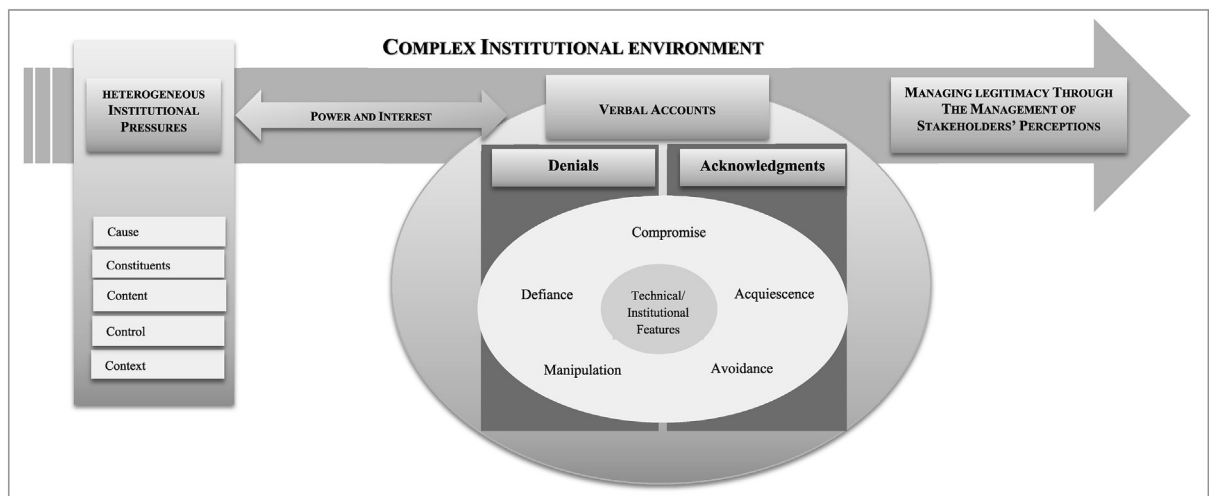 COMPLEX INSTITUTIONAL ENVIRONMENT
HETEROGENEOUS
INSTITUTIONAL
PRESSURES
POWER AND INTEREST
VERBAL ACCOUNTS
MANAGING LEGITIMACY THROUGH
THE MANAGEMENT OF
STAKEHOLDERS' PERCEPTIONS
Denials
Acknowledgments
Cause
Constituents
Content
Control
Context
Compromise
Defiance
Technical/
Institutional
Features
Acquiescence
Manipulation
Avoidance